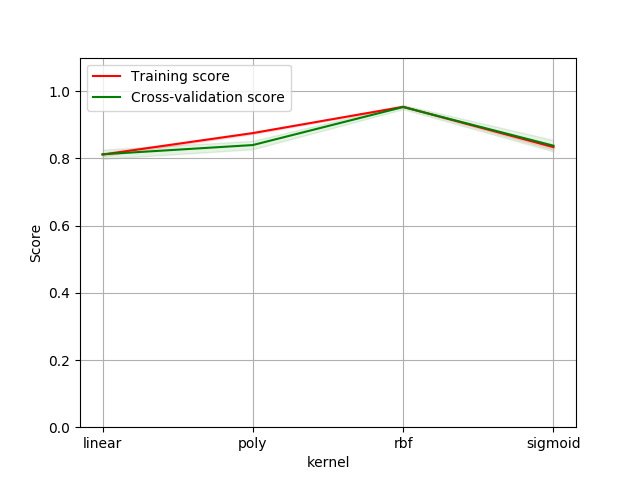 Training score
Cross-validation score
1.0
0.8
0.6
0.4
0.2
0.0
Score
linear poly rbf sigmoid
kernel